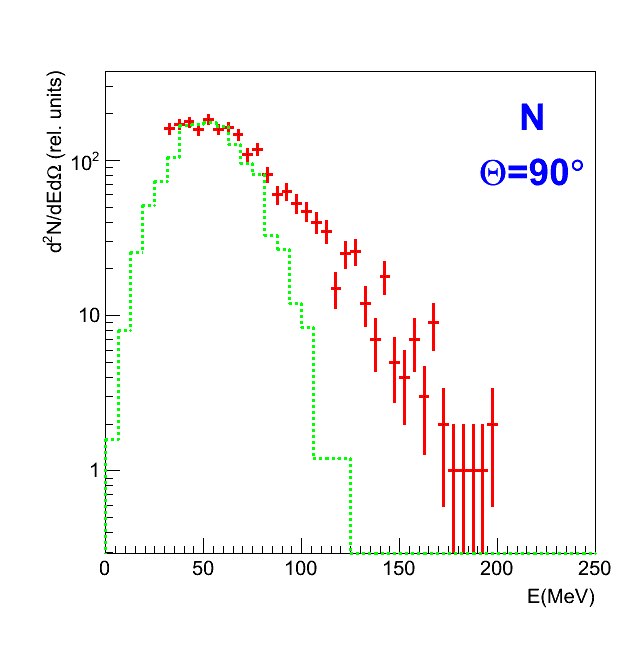 d²N/dEdΩ (rel. units)
N
Θ=90°
10²
10
1
0 50 100 150 200 250
E(MeV)